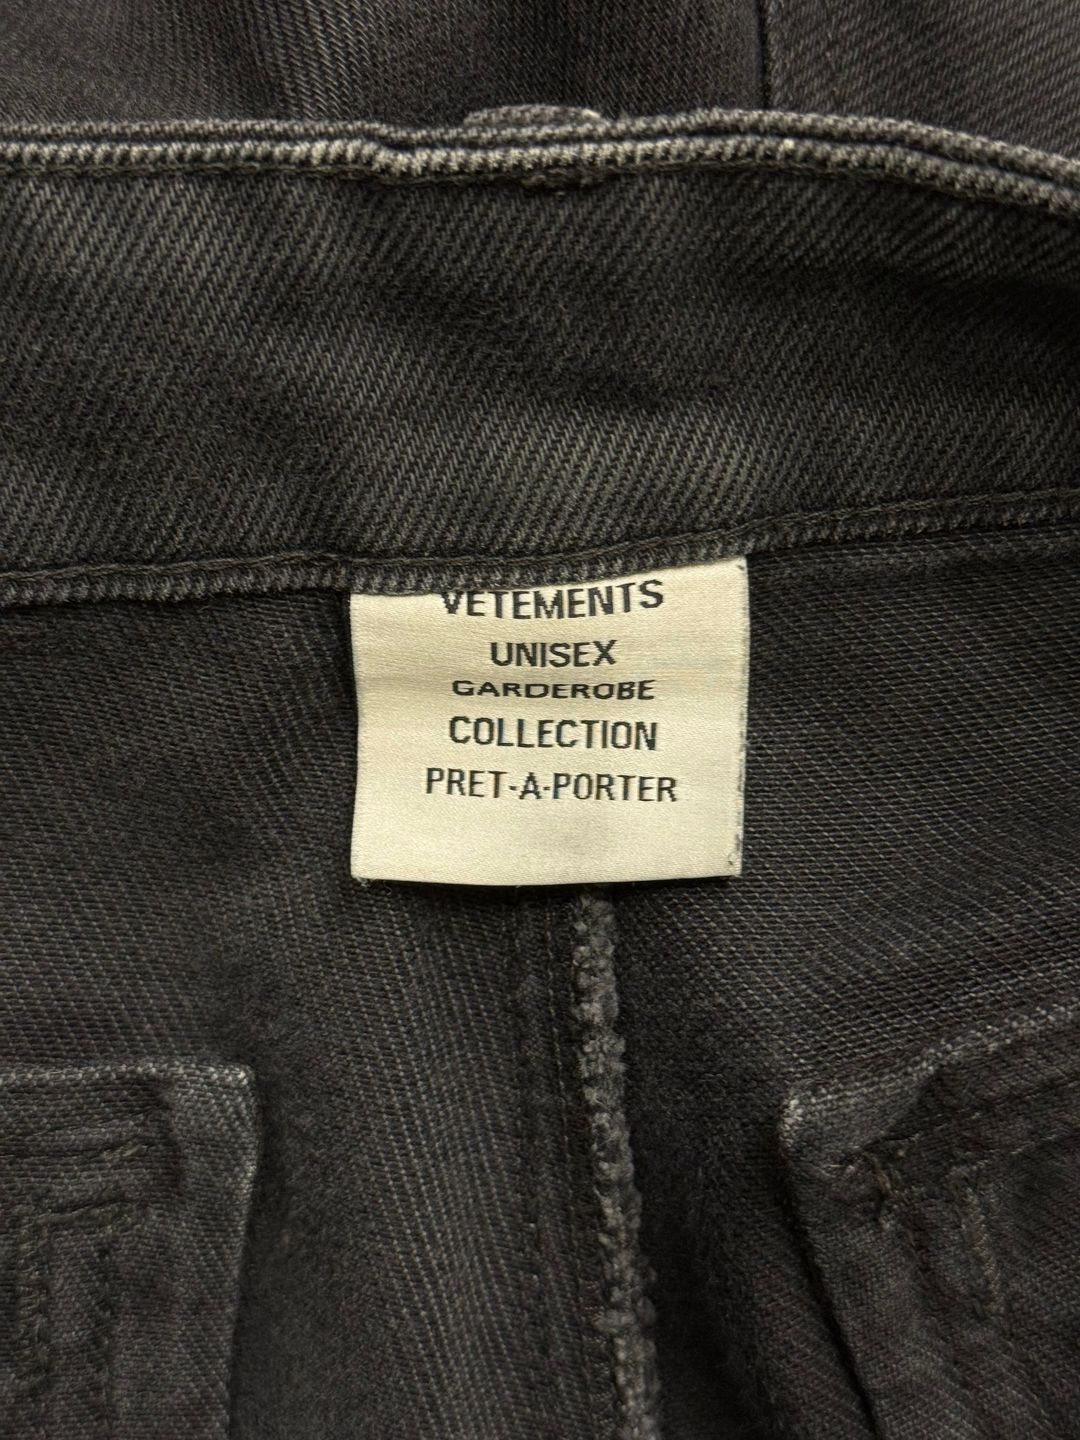 VETEMENTS
UNISEX
GARDEROBE
COLLECTION
PRET-A-PORTER